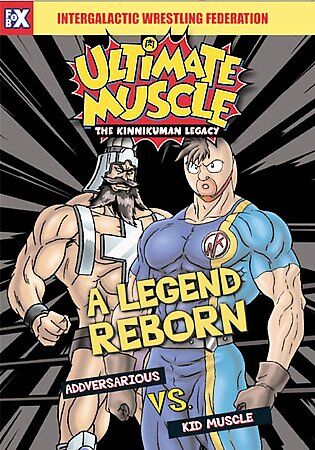 FOX BOX
INTERGALACTIC WRESTLING FEDERATION
ULTIMATE
MUSCLE
THE KINNIKUMAN LEGACY
A LEGEND
REBORN
ADDVERSARIOUS
VS.
KID MUSCLE